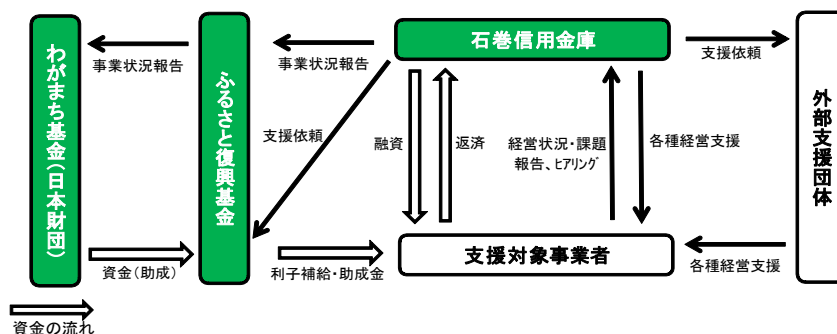 わがまち基金(日本財団)
事業状況報告
ふるさと復興基金
事業状況報告
石巻信用金庫
支援依頼
外部支援団体
支援依頼
融資
返済
経営状況・課題
報告、ﾋｱﾘﾝｸﾞ
各種経営支援
資金(助成)
利子補給・助成金
支援対象事業者
各種経営支援
資金の流れ